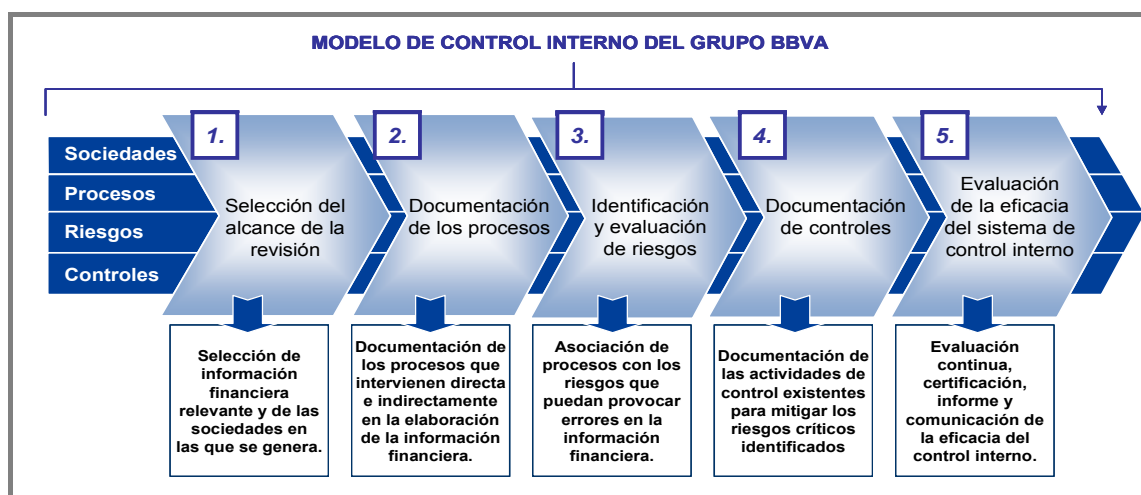 MODELO DE CONTROL INTERNO DEL GRUPO BBVA
Sociedades
Procesos
Riesgos
Controles
1.
Selección del
alcance de la
revisión
2.
Documentación
de los procesos
3.
Identificación
y evaluación
de riesgos
4.
Documentación
de controles
5.
Evaluación
de la eficacia
del sistema de
control interno
Selección de
información
financiera
relevante y de las
sociedades en
las que se genera.
Documentación de
los procesos que
intervienen directa
e indirectamente
en la elaboración
de la información
financiera.
Asociación de
procesos con los
riesgos que
puedan provocar
errores en la
información
financiera.
Documentación de
las actividades de
control existentes
para mitigar los
riesgos críticos
identificados
Evaluación
continua,
certificación,
informe y
comunicación de
la eficacia del
control interno.